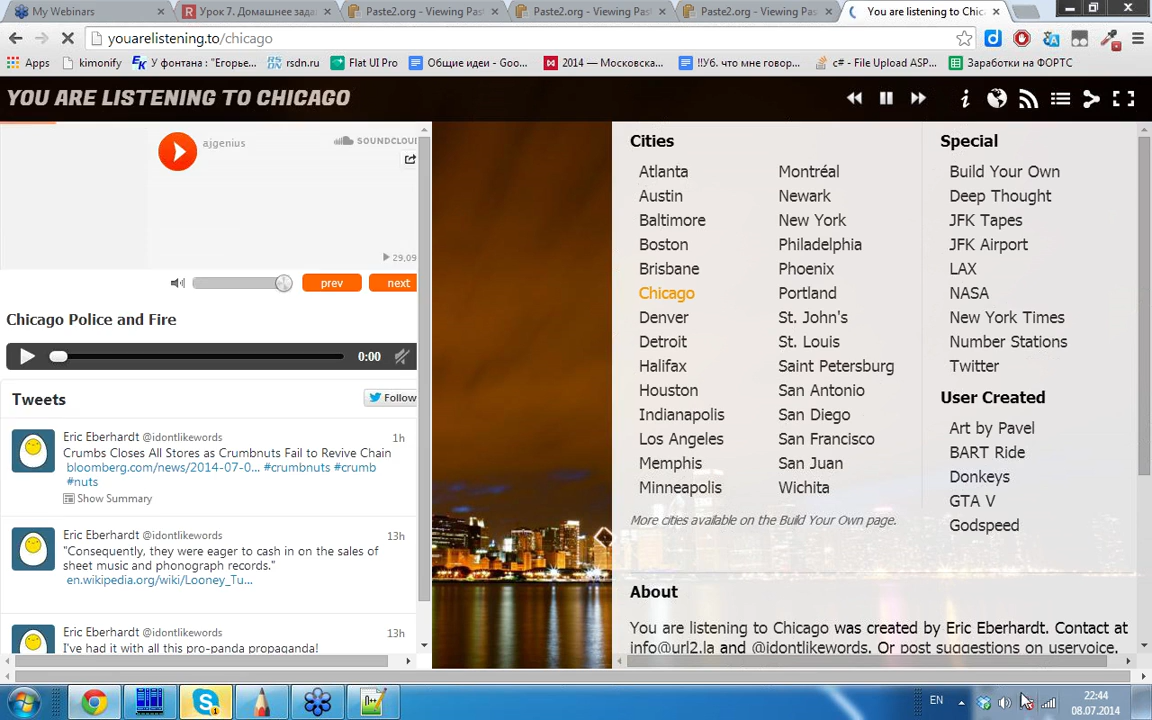 My Webinars
Урок 7. Домашнее зада
Paste2.org - Viewing Pas
Paste2.org - Viewing Pas
Paste2.org - Viewing Pa
You are listening to Chic
youarelistening.to/chicago
Apps
kimonify
У фонтана : "Егорье...
rsdn.ru
Flat UI Pro
Общие идеи - Goo...
2014 — Московска...
!!Уб. что мне говор...
c# - File Upload ASP...
Заработки на ФОРТС
YOU ARE LISTENING TO CHICAGO
ajgenius
SOUNDCLOU
29,09
prev
next
Chicago Police and Fire
0:00
Tweets
Follow
Eric Eberhardt @idontlikewords
1h
Crumbs Closes All Stores as Crumbnuts Fail to Revive Chain
bloomberg.com/news/2014-07-0... #crumbnuts #crumb
#nuts
Show Summary
Eric Eberhardt @idontlikewords
13h
"Consequently, they were eager to cash in on the sales of
sheet music and phonograph records."
en.wikipedia.org/wiki/Looney_Tu...
Eric Eberhardt @idontlikewords
13h
I've had it with all this pro-panda propaganda!
Cities
Atlanta
Austin
Baltimore
Boston
Brisbane
Chicago
Denver
Detroit
Halifax
Houston
Indianapolis
Los Angeles
Memphis
Minneapolis
Montréal
Newark
New York
Philadelphia
Phoenix
Portland
St. John's
St. Louis
Saint Petersburg
San Antonio
San Diego
San Francisco
San Juan
Wichita
More cities available on the Build Your Own page.
Special
Build Your Own
Deep Thought
JFK Tapes
JFK Airport
LAX
NASA
New York Times
Number Stations
Twitter
User Created
Art by Pavel
BART Ride
Donkeys
GTA V
Godspeed
About
You are listening to Chicago was created by Eric Eberhardt. Contact at
info@url2.la and @idontlikewords. Or post suggestions on uservoice.
EN
22:44
08.07.2014